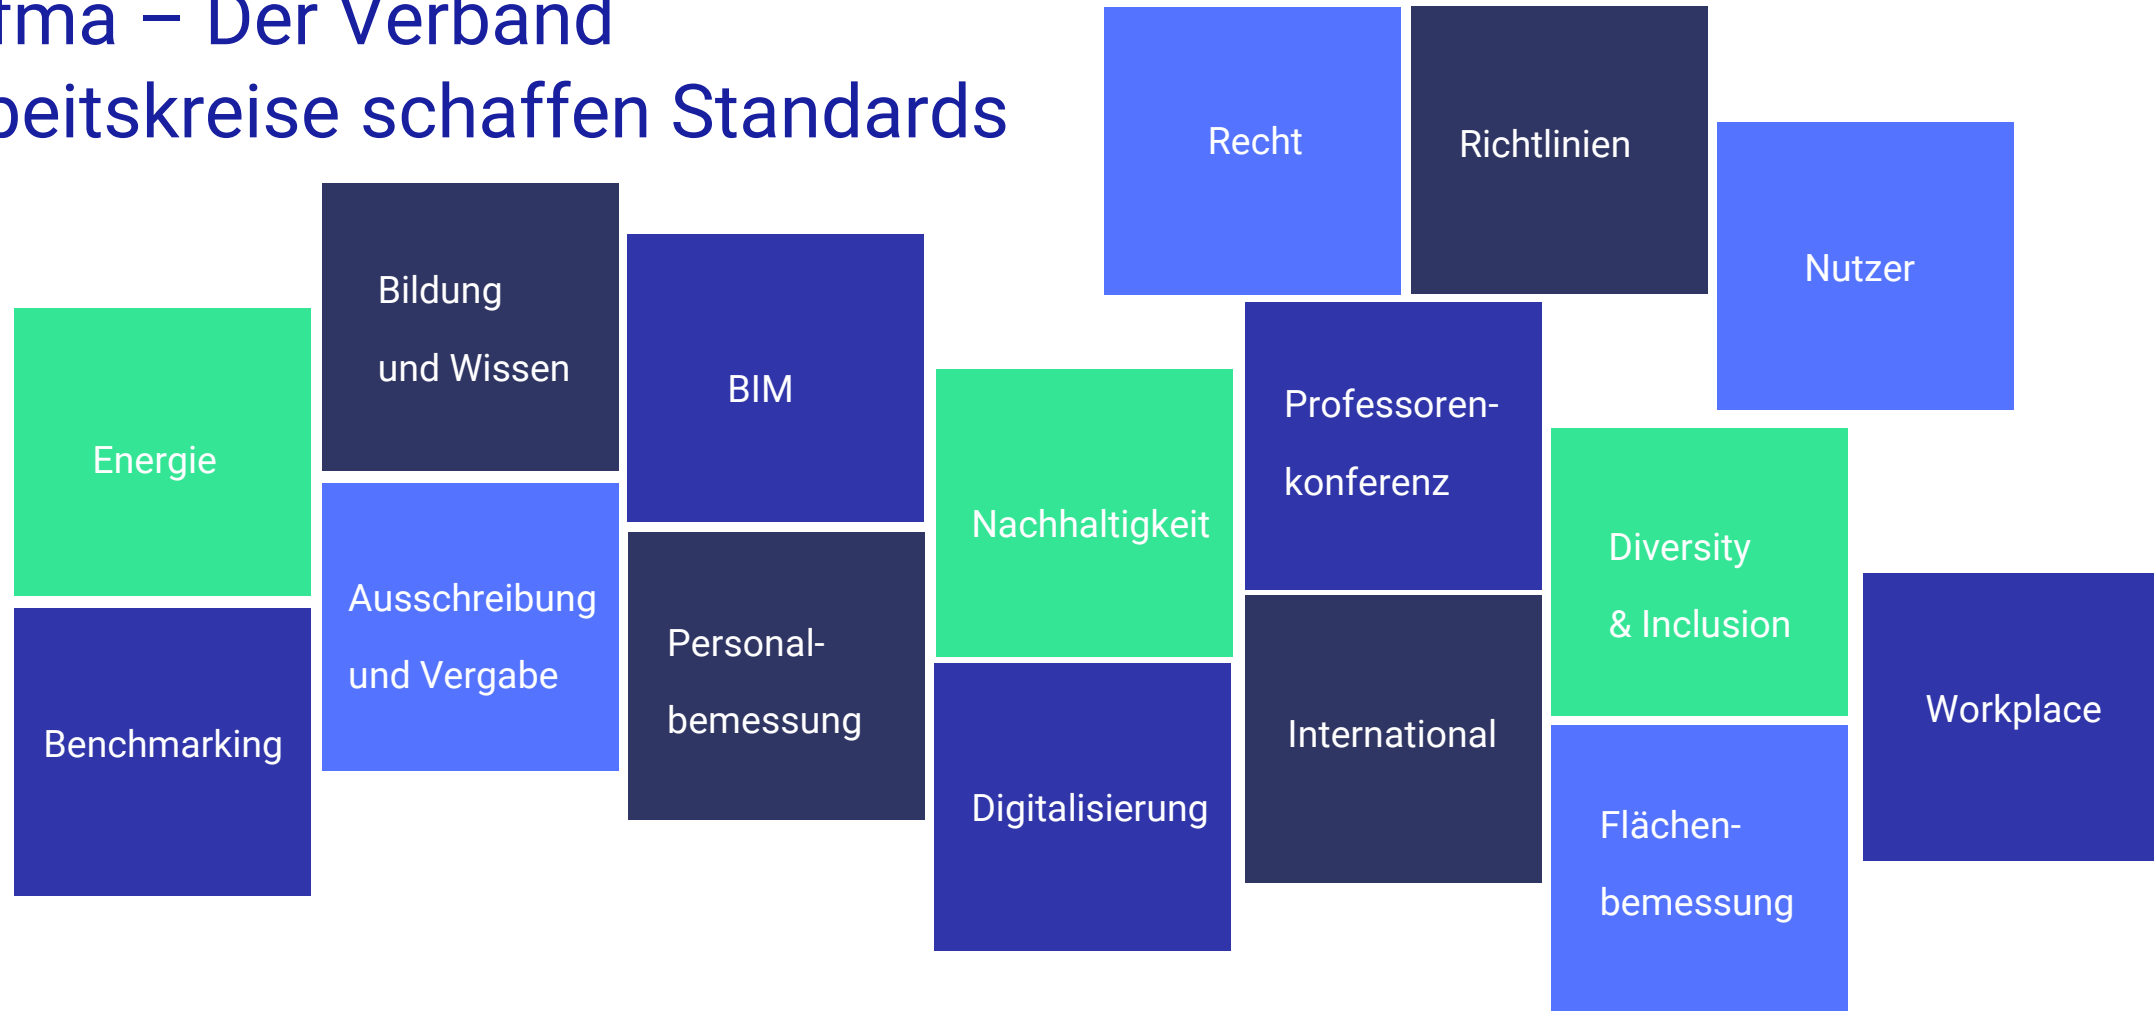 fma – Der Verband
beitskreise schaffen Standards
Recht
Richtlinien
Nutzer
Bildung
und Wissen
BIM
Energie
Professoren-
konferenz
Nachhaltigkeit
Diversity
& Inclusion
Ausschreibung
und Vergabe
Personal-
bemessung
Workplace
Benchmarking
International
Digitalisierung
Flächen-
bemessung